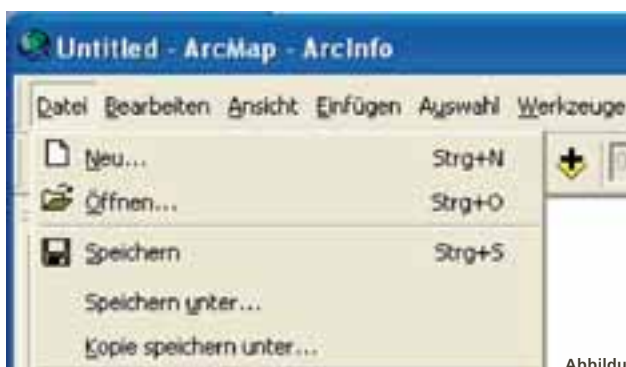 Untitled - ArcMap - ArcInfo
Datei Bearbeiten Ansicht Einfügen Auswahl Werkzeuge
Neu... Strg+N
Öffnen... Strg+O
Speichern Strg+S
Speichern unter...
Kopie speichern unter...